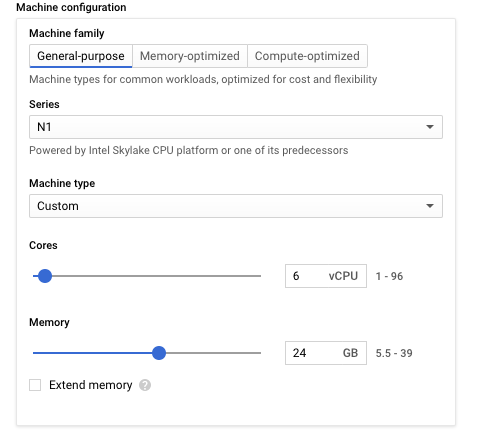 Machine configuration
Machine family
General-purpose Memory-optimized Compute-optimized
Machine types for common workloads, optimized for cost and flexibility
Series
N1
Powered by Intel Skylake CPU platform or one of its predecessors
Machine type
Custom
Cores
6 vCPU 1 - 96
Memory
24 GB 5.5 - 39
Extend memory ?